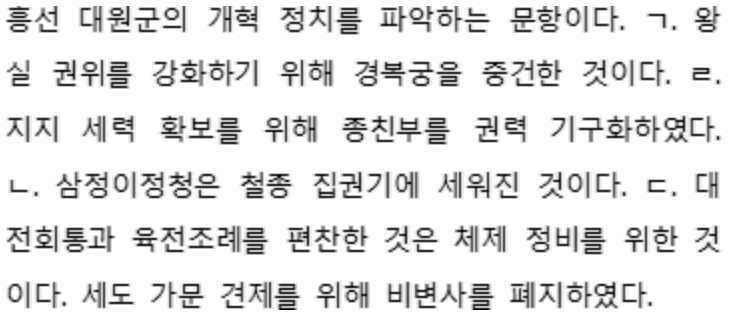 흥선 대원군의 개혁 정치를 파악하는 문항이다. ㄱ. 왕
실 권위를 강화하기 위해 경복궁을 중건한 것이다. ㄹ.
지지 세력 확보를 위해 종친부를 권력 기구화하였다.
ㄴ. 삼정이정청은 철종 집권기에 세워진 것이다. ㄷ. 대
전회통과 육전조례를 편찬한 것은 체제 정비를 위한 것
이다. 세도 가문 견제를 위해 비변사를 폐지하였다.